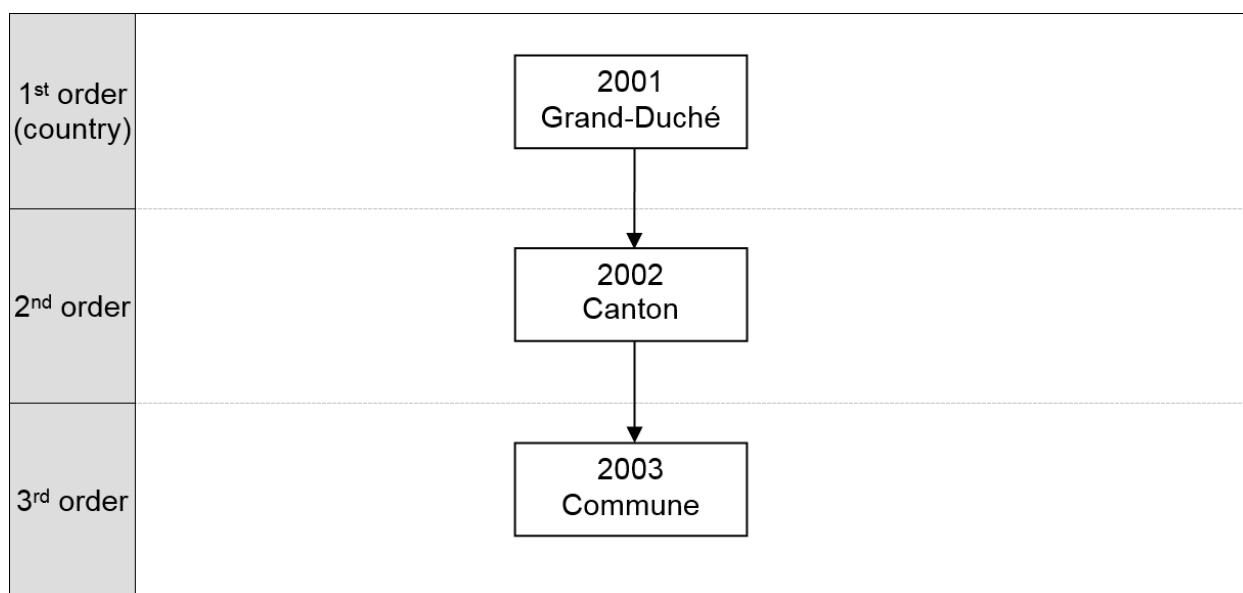 1st order
(country)
2001
Grand-Duché
2nd order
2002
Canton
3rd order
2003
Commune